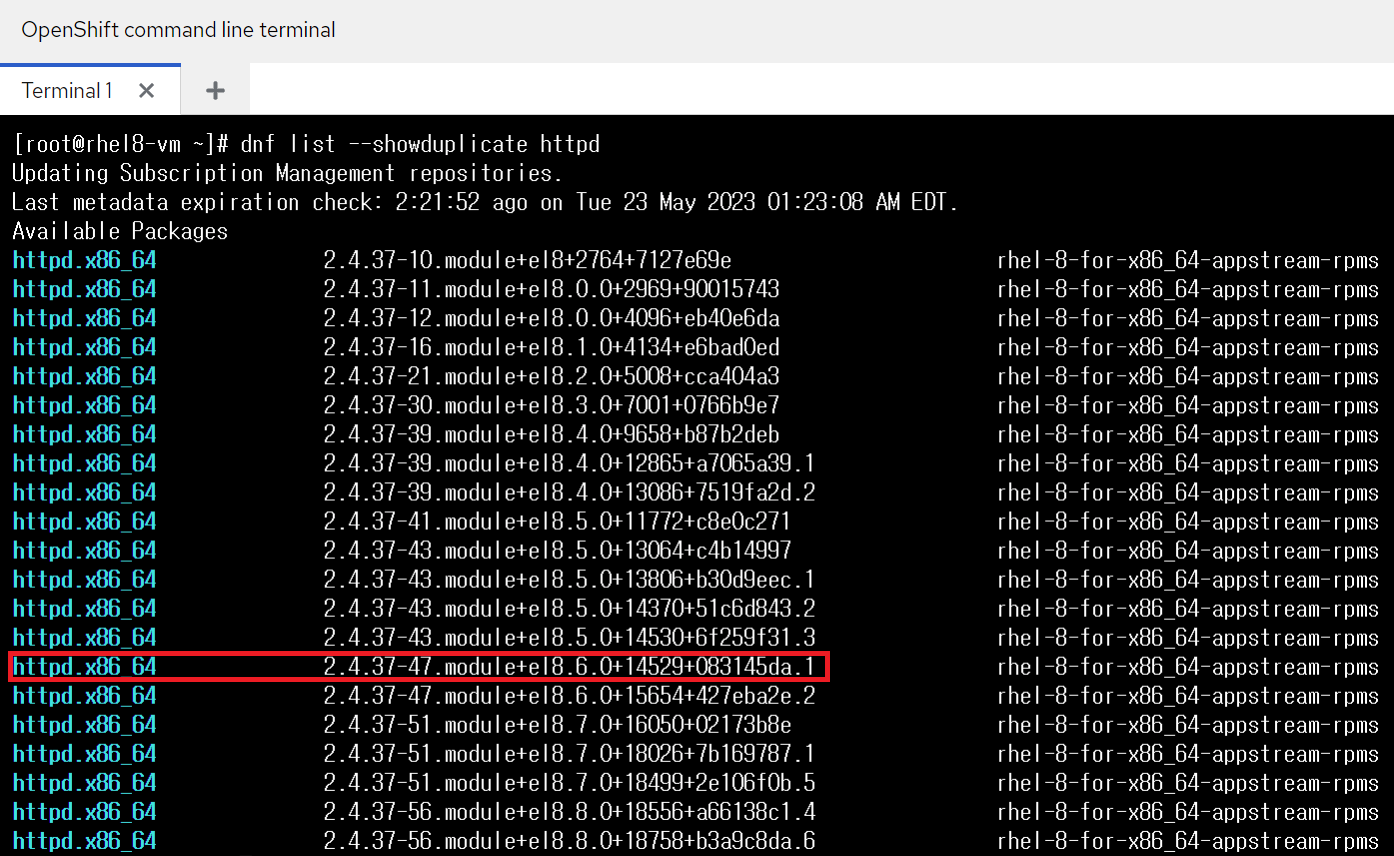 OpenShift command line terminal
Terminal 1
[root@rhel8-vm ~]# dnf list --showduplicate httpd
Updating Subscription Management repositories.
Last metadata expiration check: 2:21:52 ago on Tue 23 May 2023 01:23:08 AM EDT.
Available Packages
httpd.x86_64 2.4.37-10.module+el8+2764+7127e69e rhel-8-for-x86_64-appstream-rpms
httpd.x86_64 2.4.37-11.module+el8.0.0+2969+90015743 rhel-8-for-x86_64-appstream-rpms
httpd.x86_64 2.4.37-12.module+el8.0.0+4096+eb40e6da rhel-8-for-x86_64-appstream-rpms
httpd.x86_64 2.4.37-16.module+el8.1.0+4134+e6bad0ed rhel-8-for-x86_64-appstream-rpms
httpd.x86_64 2.4.37-21.module+el8.2.0+5008+cca404a3 rhel-8-for-x86_64-appstream-rpms
httpd.x86_64 2.4.37-30.module+el8.3.0+7001+0766b9e7 rhel-8-for-x86_64-appstream-rpms
httpd.x86_64 2.4.37-39.module+el8.4.0+9658+b87b2deb rhel-8-for-x86_64-appstream-rpms
httpd.x86_64 2.4.37-39.module+el8.4.0+12865+a7065a39.1 rhel-8-for-x86_64-appstream-rpms
httpd.x86_64 2.4.37-39.module+el8.4.0+13086+7519fa2d.2 rhel-8-for-x86_64-appstream-rpms
httpd.x86_64 2.4.37-41.module+el8.5.0+11772+c8e0c271 rhel-8-for-x86_64-appstream-rpms
httpd.x86_64 2.4.37-43.module+el8.5.0+13064+c4b14997 rhel-8-for-x86_64-appstream-rpms
httpd.x86_64 2.4.37-43.module+el8.5.0+13806+b30d9eec.1 rhel-8-for-x86_64-appstream-rpms
httpd.x86_64 2.4.37-43.module+el8.5.0+14370+51c6d843.2 rhel-8-for-x86_64-appstream-rpms
httpd.x86_64 2.4.37-43.module+el8.5.0+14530+6f259f31.3 rhel-8-for-x86_64-appstream-rpms
httpd.x86_64 2.4.37-47.module+el8.6.0+14529+083145da.1 rhel-8-for-x86_64-appstream-rpms
httpd.x86_64 2.4.37-47.module+el8.6.0+15654+427eba2e.2 rhel-8-for-x86_64-appstream-rpms
httpd.x86_64 2.4.37-51.module+el8.7.0+16050+02173b8e rhel-8-for-x86_64-appstream-rpms
httpd.x86_64 2.4.37-51.module+el8.7.0+18026+7b169787.1 rhel-8-for-x86_64-appstream-rpms
httpd.x86_64 2.4.37-51.module+el8.7.0+18499+2e106f0b.5 rhel-8-for-x86_64-appstream-rpms
httpd.x86_64 2.4.37-56.module+el8.8.0+18556+a66138c1.4 rhel-8-for-x86_64-appstream-rpms
httpd.x86_64 2.4.37-56.module+el8.8.0+18758+b3a9c8da.6 rhel-8-for-x86_64-appstream-rpms